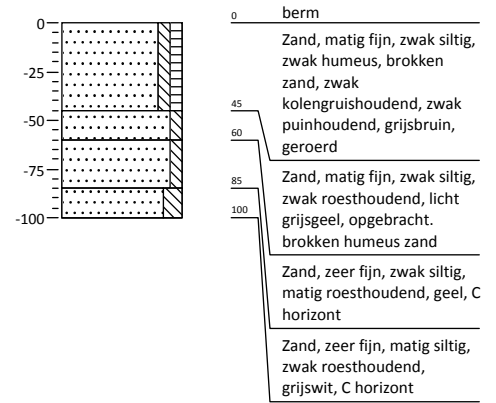 0
-25
-50
-75
-100
0
berm
Zand, matig fijn, zwak siltig,
zwak humeus, brokken
zand, zwak
kolengruishoudend, zwak
puinhoudend, grijsbruin,
geroerd
45
Zand, matig fijn, zwak siltig,
zwak roesthoudend, licht
grijsgeel, opgebracht.
brokken humeus zand
60
Zand, zeer fijn, zwak siltig,
matig roesthoudend, geel, C
horizont
85
Zand, zeer fijn, matig siltig,
zwak roesthoudend,
grijswit, C horizont
100